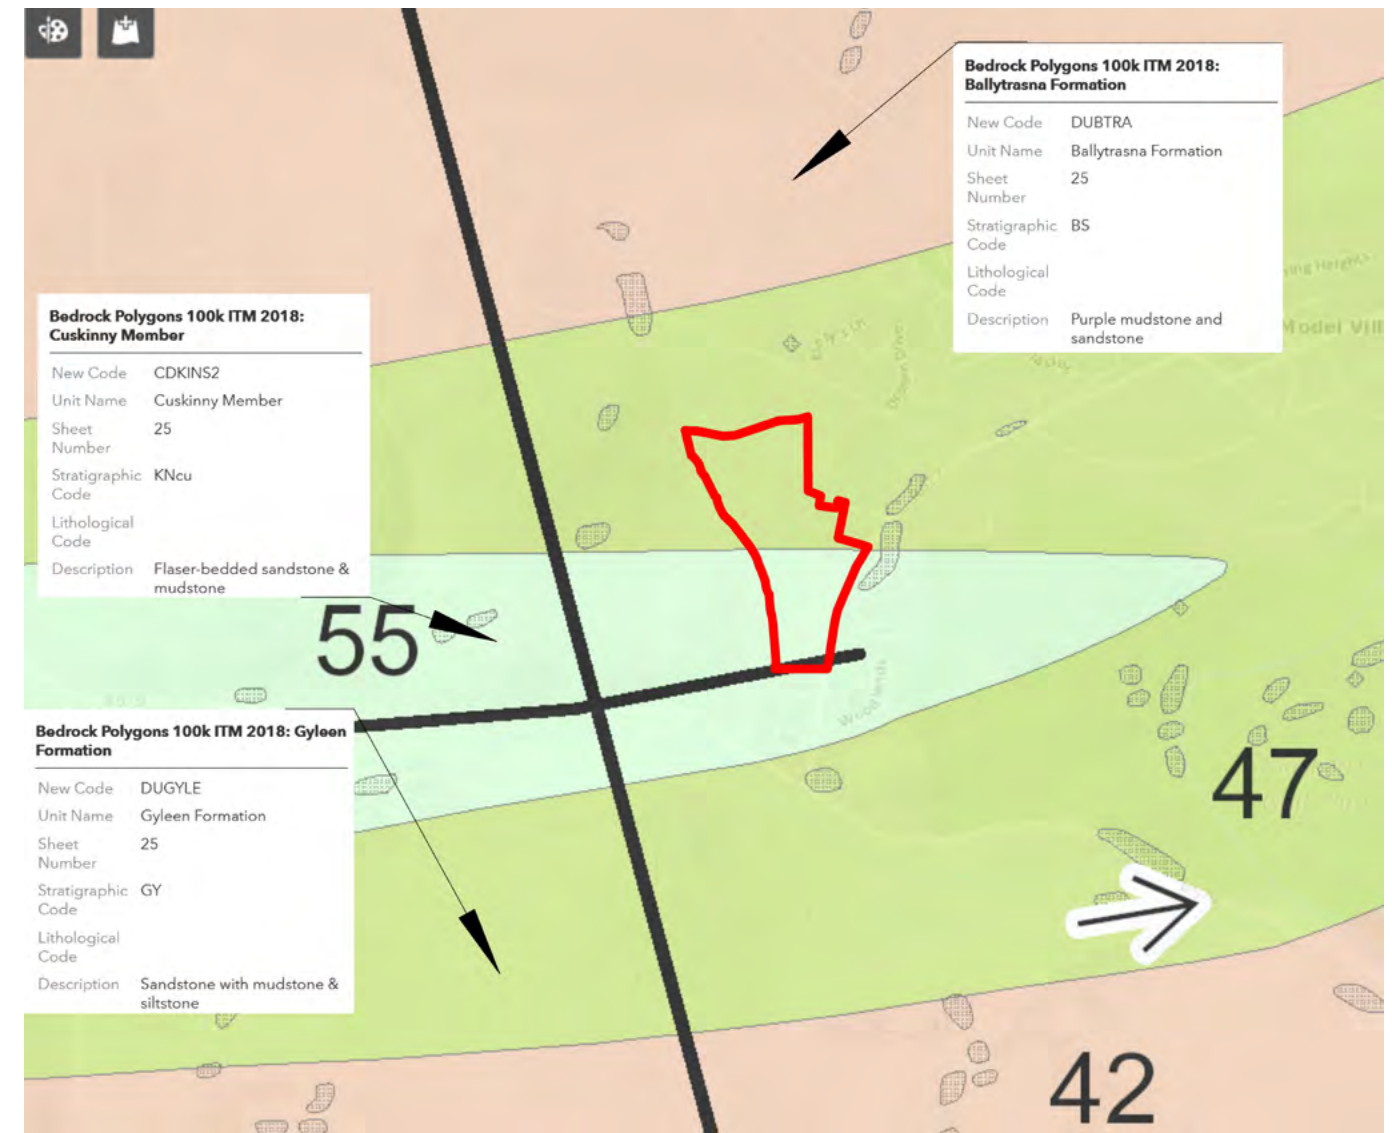 Bedrock Polygons 100k ITM 2018:
Ballytrasna Formation
New Code DUBTRA
Unit Name Ballytrasna Formation
Sheet 25
Number
Stratigraphic BS
Code
Lithological
Code
Description Purple mudstone and
sandstone
Heights
Model Vill
Bedrock Polygons 100k ITM 2018:
Cuskinny Member
New Code CDKINS2
Unit Name Cuskinny Member
Sheet 25
Number
Stratigraphic KNcu
Code
Lithological
Code
Description Flaser-bedded sandstone &
mudstone
55
Woodlands
Bedrock Polygons 100k ITM 2018: Gyleen
Formation
New Code DUGYLE
Unit Name Gyleen Formation
Sheet 25
Number
Stratigraphic GY
Code
Lithological
Code
Description Sandstone with mudstone &
siltstone
47
42